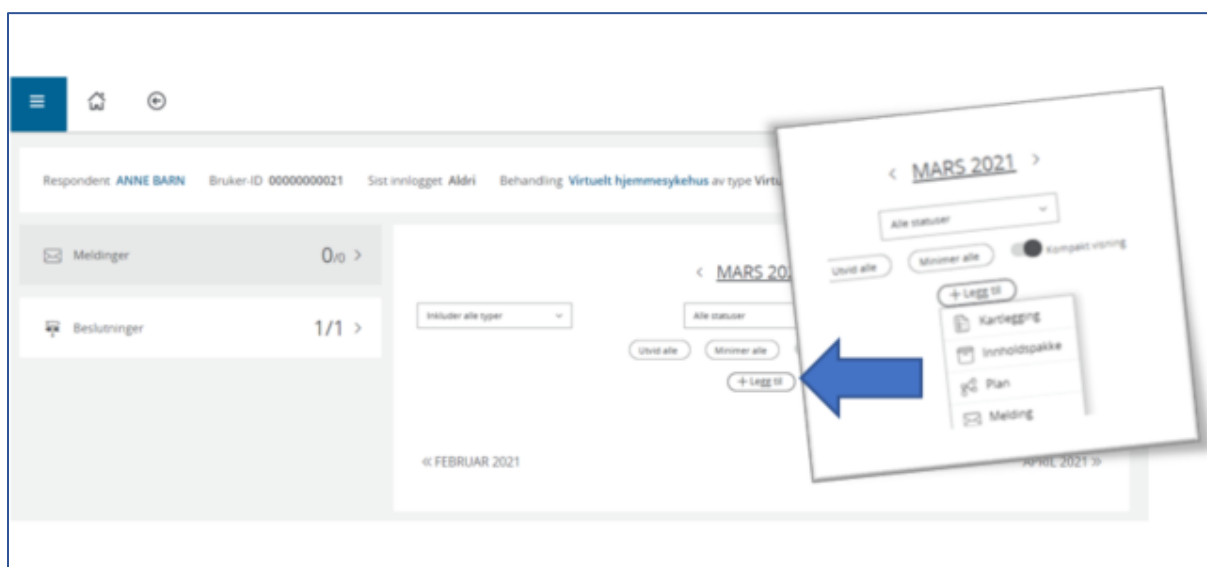 Respondent ANNE BARN Bruker-ID 00000000021 Sist innlogget Aldri Behandling Virtuelt hjemmesykehus av type Virtu
Meldinger 0/0 >
Beslutninger 1/1 >
< MARS 20
Inkluder alle typer
Alle statuser
Utvid alle
Minimer alle
+ Legg til
« FEBRUAR 2021
APRIL 2021 »
< MARS 2021 >
Alle statuser
Utvid alle
Minimer alle
Kompakt visning
+ Legg til
Kartlegging
Innholdspakke
Plan
Melding